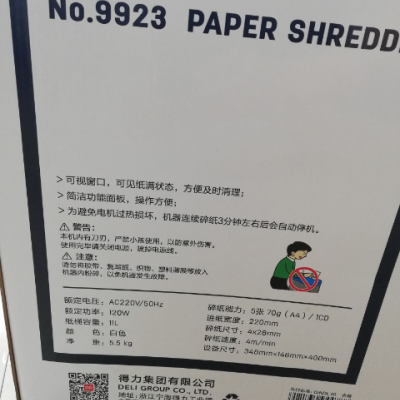 No.9923 PAPER SHREDD
> 可视窗口，可见纸满状态，方便及时清理；
> 简洁功能面板，操作方便；
> 为避免电机过热损坏，机器连续碎纸3分钟左右后会自动停机。
⚠ 警告：
本机内有刀刃，严禁小孩使用，以防意外伤害。
使用完毕请关闭电源，拔掉电源线。
⚠ 注意：
请勿将胶带、复写纸、织物、塑料薄膜等放入
机器内粉碎，以免机器发生故障。
额定电压：AC220V/50Hz
额定功率：120W
纸桶容量：11L
颜 色：白色
净 重：5.5 kg
碎纸能力：5张 70g（A4）/1CD
进纸宽度：220mm
碎纸尺寸：4x28mm
碎纸速度：4m/min
设备尺寸：346mm×146mm×400mm
得力集团有限公司
DELI GROUP CO., LTD.